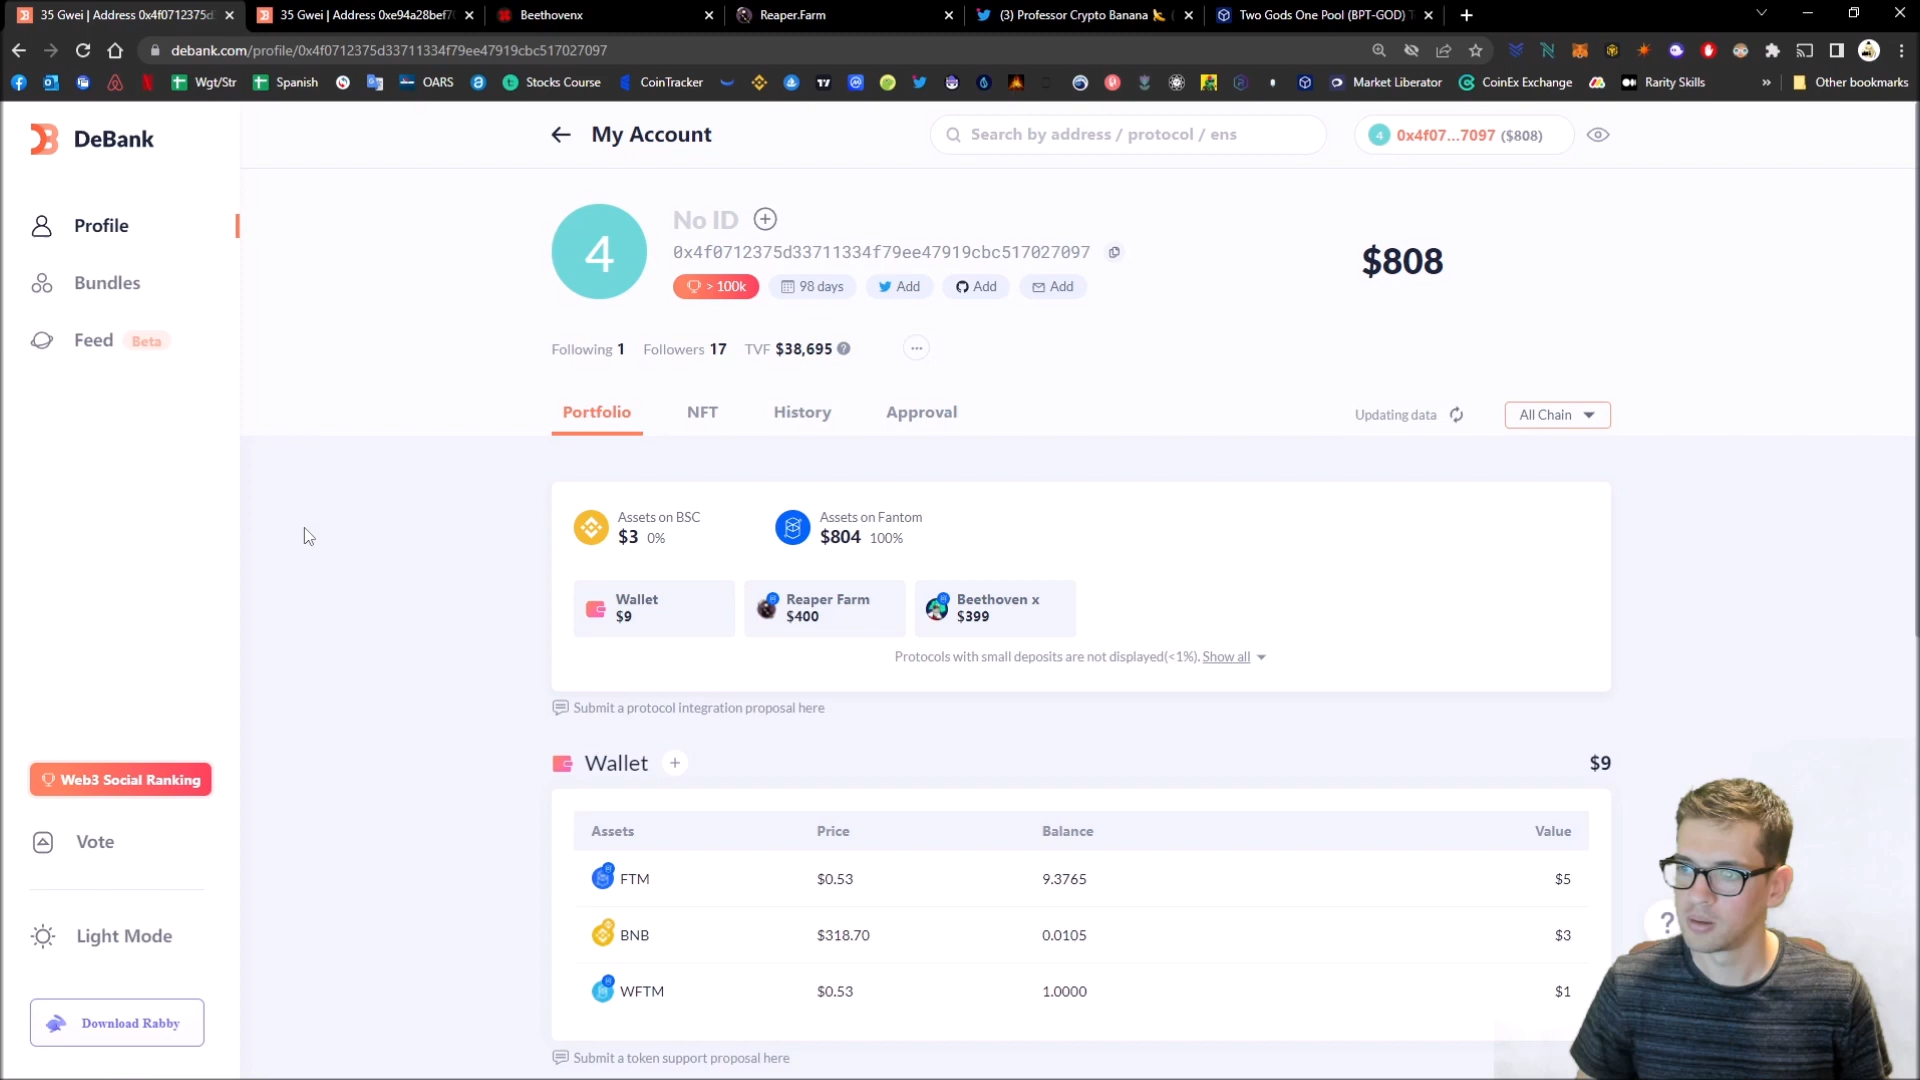 35 Gwei | Address 0x4f0712375d
35 Gwei | Address 0xe94a28bef7
Beethovenx
Reaper.Farm
(3) Professor Crypto Banana
Two Gods One Pool (BPT-GOD) T
debank.com/profile/0x4f0712375d33711334f79ee47919cbc517027097
Wgt/Str
Spanish
OARS
Stocks Course
CoinTracker
Market Liberator
CoinEx Exchange
Rarity Skills
Other bookmarks
DeBank
My Account
Search by address / protocol / ens
4 0x4f07...7097 ($808)
Profile
Bundles
Feed Beta
4
No ID
0x4f0712375d33711334f79ee47919cbc517027097
$808
> 100k
98 days
Add
Add
Add
Following 1 Followers 17 TVF $38,695
Portfolio NFT History Approval
Updating data
All Chain
Assets on BSC
$3 0%
Assets on Fantom
$804 100%
Wallet
$9
Reaper Farm
$400
Beethoven x
$399
Protocols with small deposits are not displayed(<1%). Show all
Submit a protocol integration proposal here
Wallet +
$9
Assets Price Balance Value
FTM $0.53 9.3765 $5
BNB $318.70 0.0105 $3
WFTM $0.53 1.0000 $1
Submit a token support proposal here
Web3 Social Ranking
Vote
Light Mode
Download Rabby
?